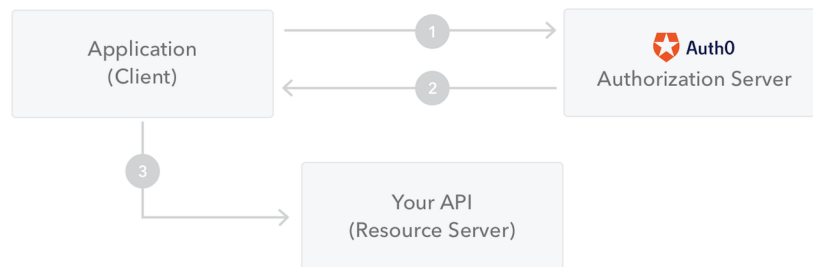 Application
(Client)
1
Auth0
Authorization Server
2
3
Your API
(Resource Server)